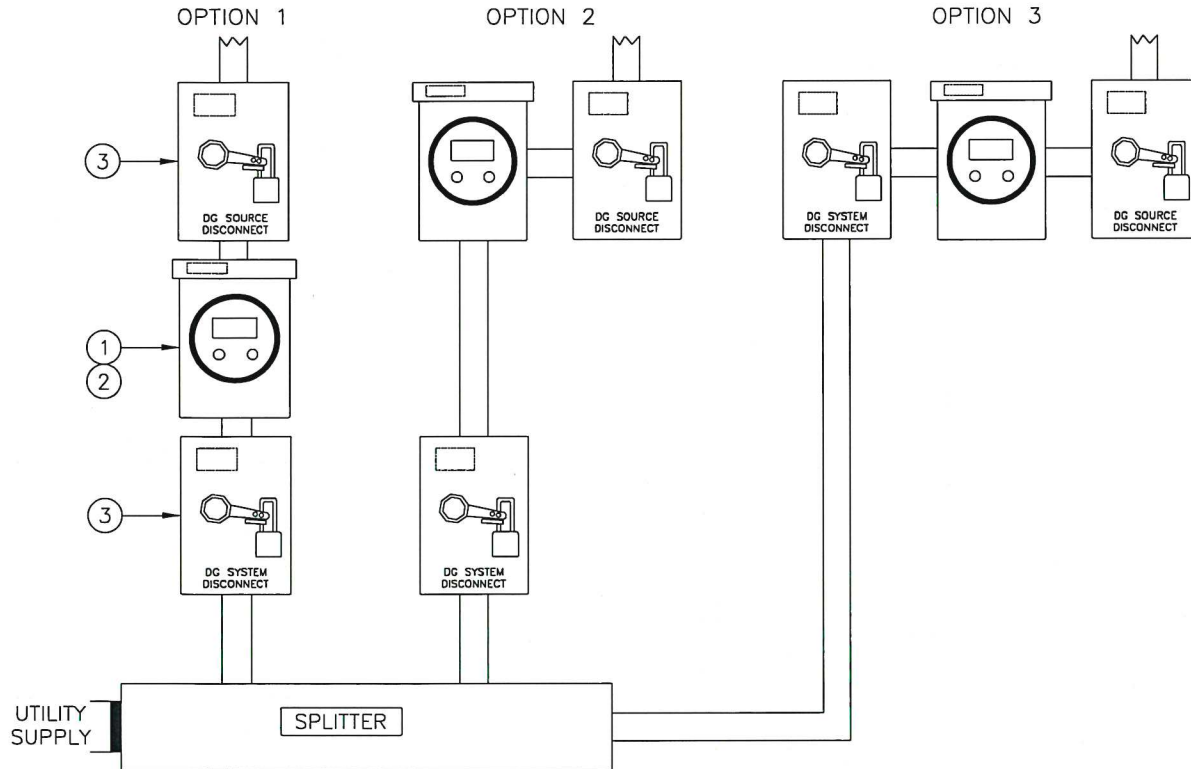 OPTION 1
OPTION 2
OPTION 3
3
DG SOURCE
DISCONNECT
DG SOURCE
DISCONNECT
DG SYSTEM
DISCONNECT
DG SOURCE
DISCONNECT
1
2
3
DG SYSTEM
DISCONNECT
DG SYSTEM
DISCONNECT
UTILITY
SUPPLY
SPLITTER